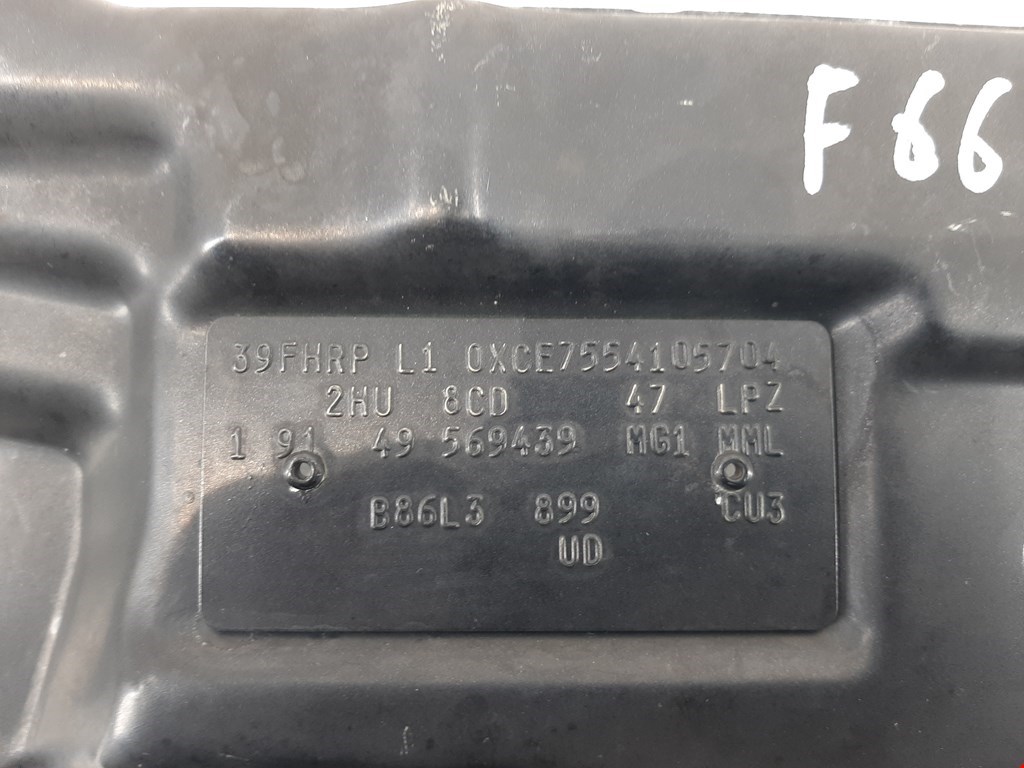 F 66
39FHRP L1 0XCE7554105704
2HU 8CD 47 LPZ
1 91 49 569439 MG1 MML
B86L3 899 CU3
UD